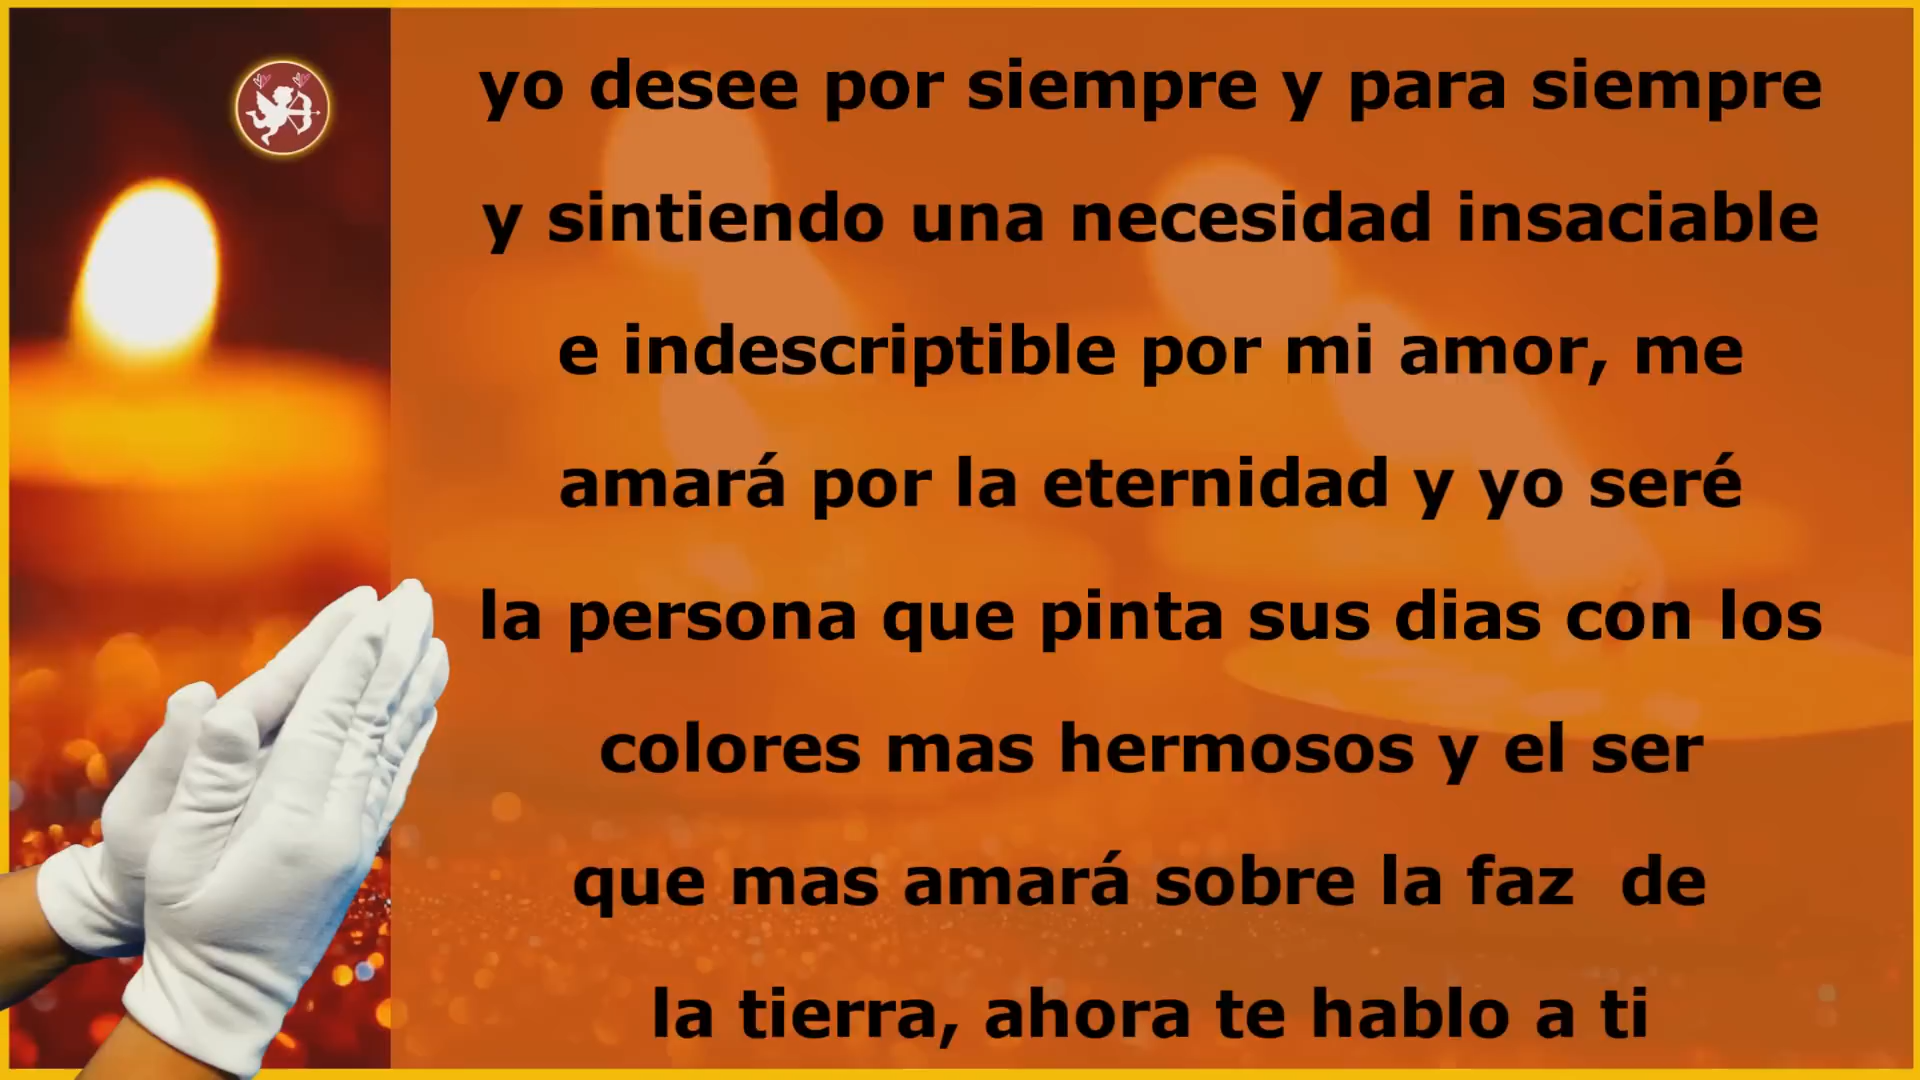 yo desee por siempre y para siempre
y sintiendo una necesidad insaciable
e indescriptible por mi amor, me
amará por la eternidad y yo seré
la persona que pinta sus dias con los
colores mas hermosos y el ser
que mas amará sobre la faz  de
la tierra, ahora te hablo a ti